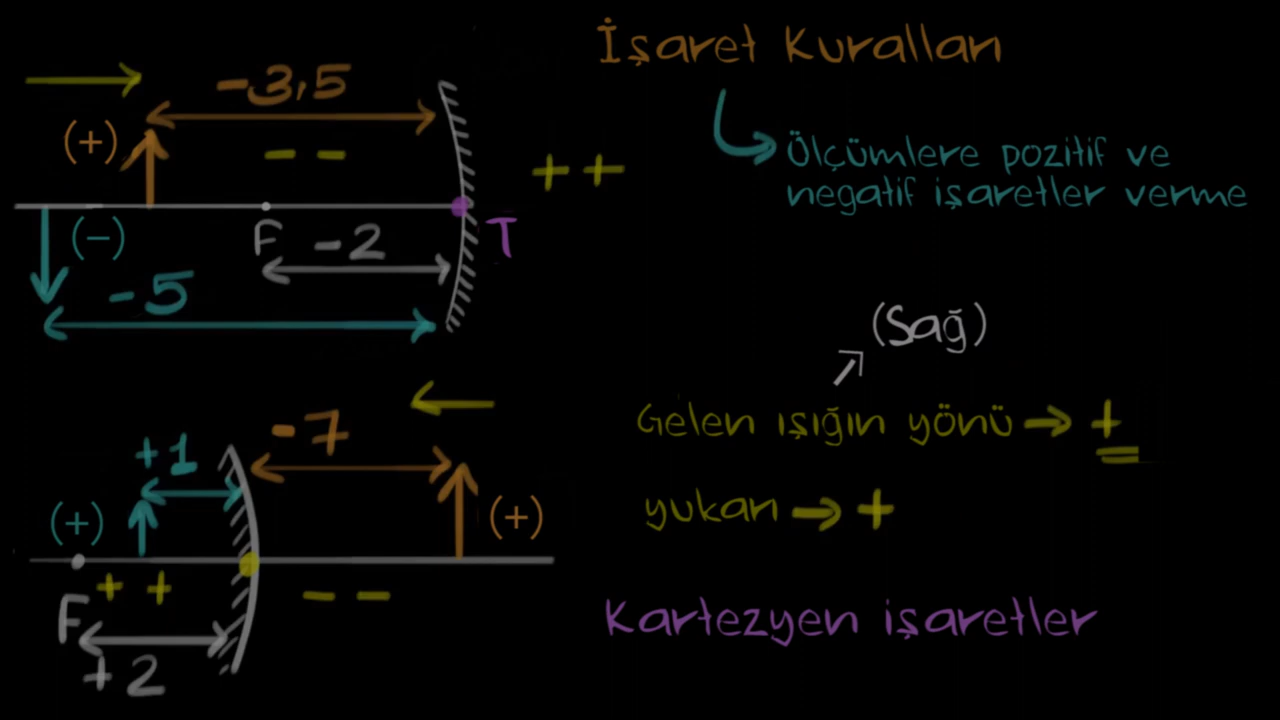 İşaret Kuralları
Ölçümlere pozitif ve
negatif işaretler verme
-3,5
(+)
- -
+ +
(-)
F
-2
T
-5
(Sağ)
Gelen ışığın yönü → +
yukarı → +
Kartezyen işaretler
+1
-7
(+)
(+)
+ +
- -
F
+2